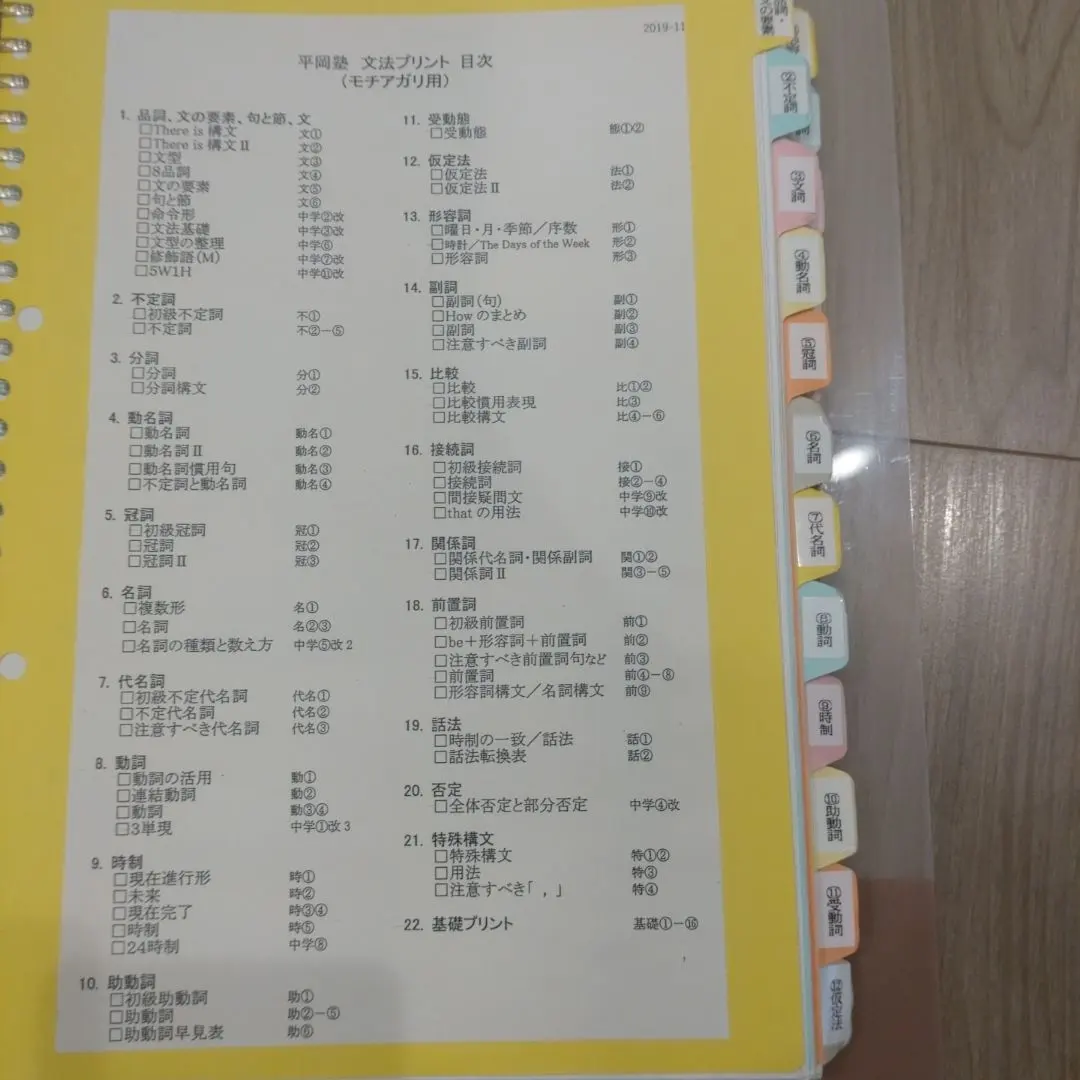 2019-11
平岡塾 文法プリント 目次
(モチアガリ用)
1. 品詞、文の要素、句と節、文
□There is 構文 文①
□There is 構文Ⅱ 文②
□文型 文③
□8品詞 文④
□文の要素 文⑤
□句と節 文⑥
□命令形 中学②改
□文法基礎 中学③改
□文型の整理 中学⑥
□修飾語(M) 中学⑦改
□5W1H 中学⑪改
2. 不定詞
□初級不定詞 不①
□不定詞 不②−⑤
3. 分詞
□分詞 分①
□分詞構文 分②
4. 動名詞
□動名詞 動名①
□動名詞Ⅱ 動名②
□動名詞慣用句 動名③
□不定詞と動名詞 動名④
5. 冠詞
□初級冠詞 冠①
□冠詞 冠②
□冠詞Ⅱ 冠③
6. 名詞
□複数形 名①
□名詞 名②③
□名詞の種類と数え方 中学⑤改2
7. 代名詞
□初級不定代名詞 代名①
□不定代名詞 代名②
□注意すべき代名詞 代名③
8. 動詞
□動詞の活用 動①
□連結動詞 動②
□動詞 動③④
□3単現 中学①改3
9. 時制
□現在進行形 時①
□未来 時②
□現在完了 時③④
□時制 時⑤
□24時制 中学⑧
10. 助動詞
□初級助動詞 助①
□助動詞 助②−⑤
□助動詞早見表 助⑥
11. 受動態
□受動態 態①②
12. 仮定法
□仮定法 法①
□仮定法Ⅱ 法②
13. 形容詞
□曜日・月・季節／序数 形①
□時計／The Days of the Week 形②
□形容詞 形③
14. 副詞
□副詞(句) 副①
□How のまとめ 副②
□副詞 副③
□注意すべき副詞 副④
15. 比較
□比較 比①②
□比較慣用表現 比③
□比較構文 比④−⑥
16. 接続詞
□初級接続詞 接①
□接続詞 接②−④
□間接疑問文 中学⑨改
□that の用法 中学⑩改
17. 関係詞
□関係代名詞・関係副詞 関①②
□関係詞Ⅱ 関③−⑤
18. 前置詞
□初級前置詞 前①
□be＋形容詞＋前置詞 前②
□注意すべき前置詞句など 前③
□前置詞 前④−⑧
□形容詞構文／名詞構文 前⑨
19. 話法
□時制の一致／話法 話①
□話法転換表 話②
20. 否定
□全体否定と部分否定 中学④改
21. 特殊構文
□特殊構文 特①②
□用法 特③
□注意すべき「 , 」 特④
22. 基礎プリント 基礎①−⑯
の要素
②不定詞
③文詞
④動名詞
⑤冠詞
⑥名詞
⑦代名詞
⑧動詞
⑨時制
⑩助動詞
⑪受動詞
⑫仮定法